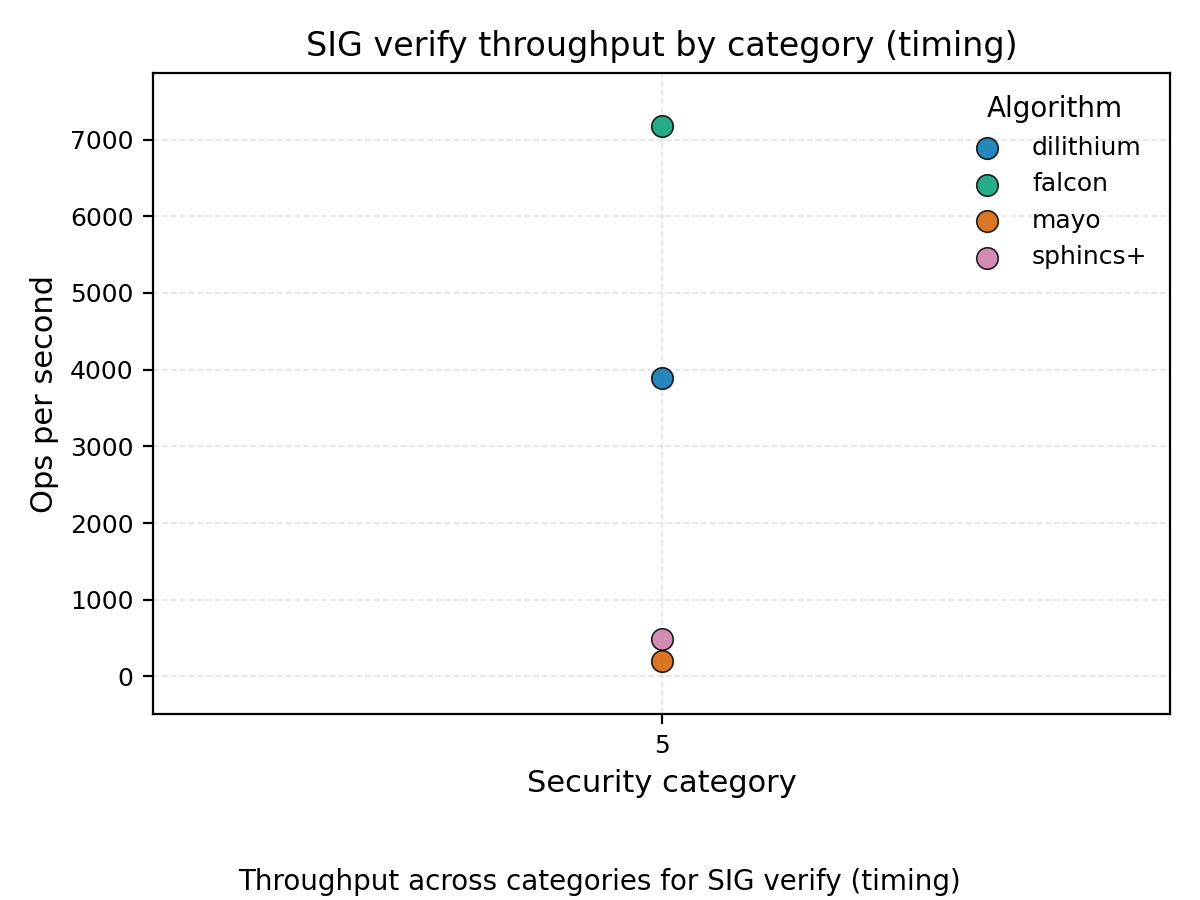 SIG verify throughput by category (timing)
Algorithm
dilithium
falcon
mayo
sphincs+
Ops per second
7000
6000
5000
4000
3000
2000
1000
0
5
Security category
Throughput across categories for SIG verify (timing)